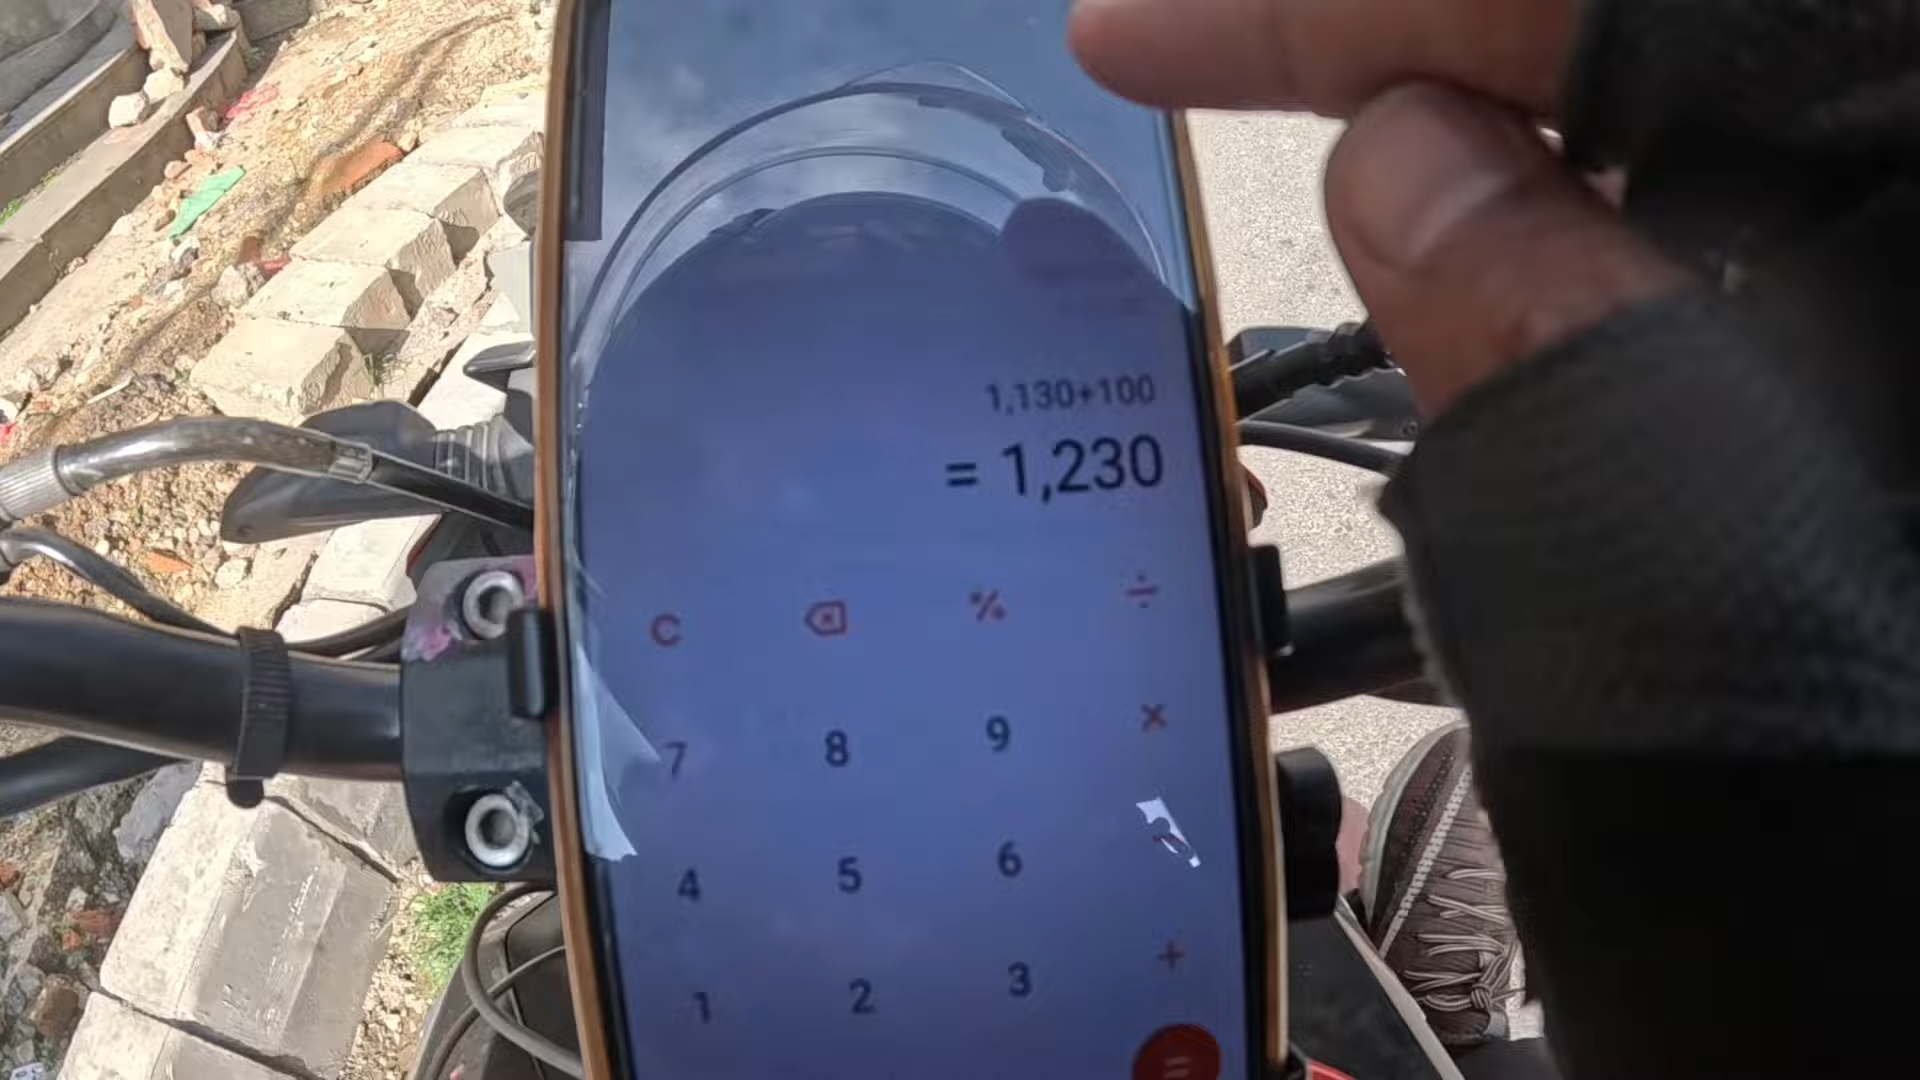 1,130+100
= 1,230
C % ÷
7 8 9 ×
4 5 6
1 2 3 +
=